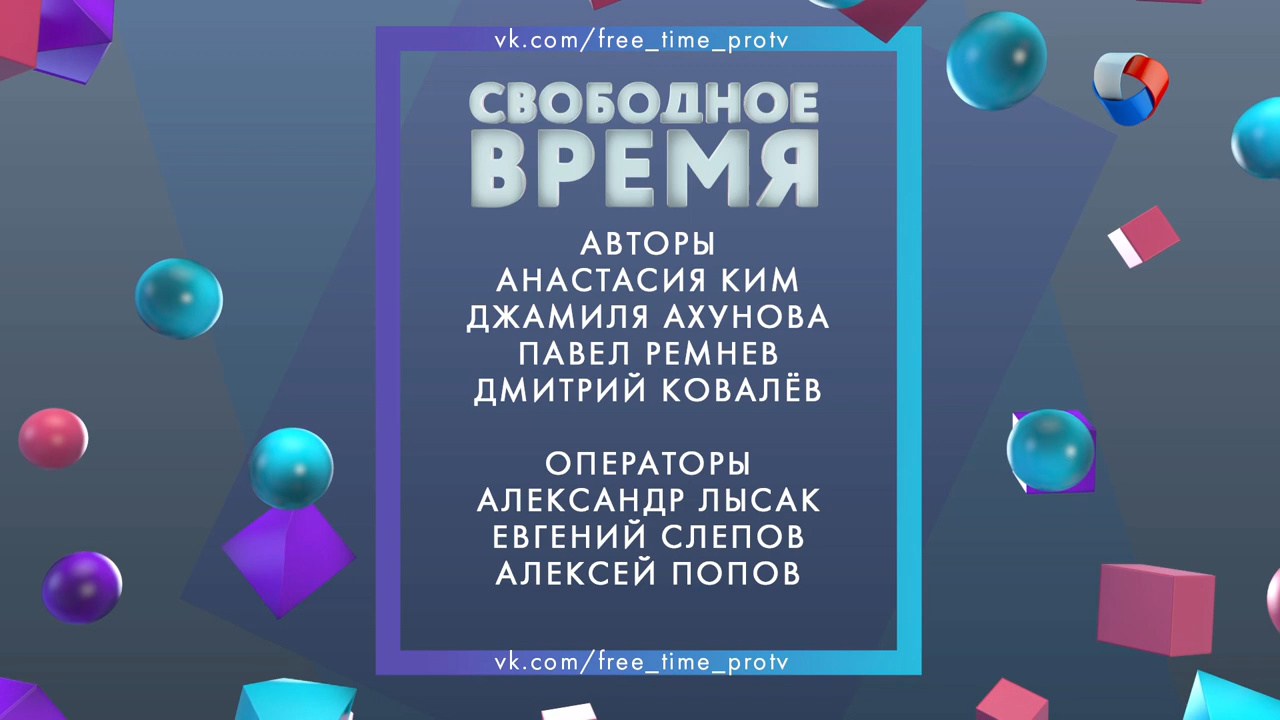 vk.com/free_time_protv
СВОБОДНОЕ
ВРЕМЯ
АВТОРЫ
АНАСТАСИЯ КИМ
ДЖАМИЛЯ АХУНОВА
ПАВЕЛ РЕМНЕВ
ДМИТРИЙ КОВАЛЁВ
ОПЕРАТОРЫ
АЛЕКСАНДР ЛЫСАК
ЕВГЕНИЙ СЛЕПОВ
АЛЕКСЕЙ ПОПОВ
vk.com/free_time_protv